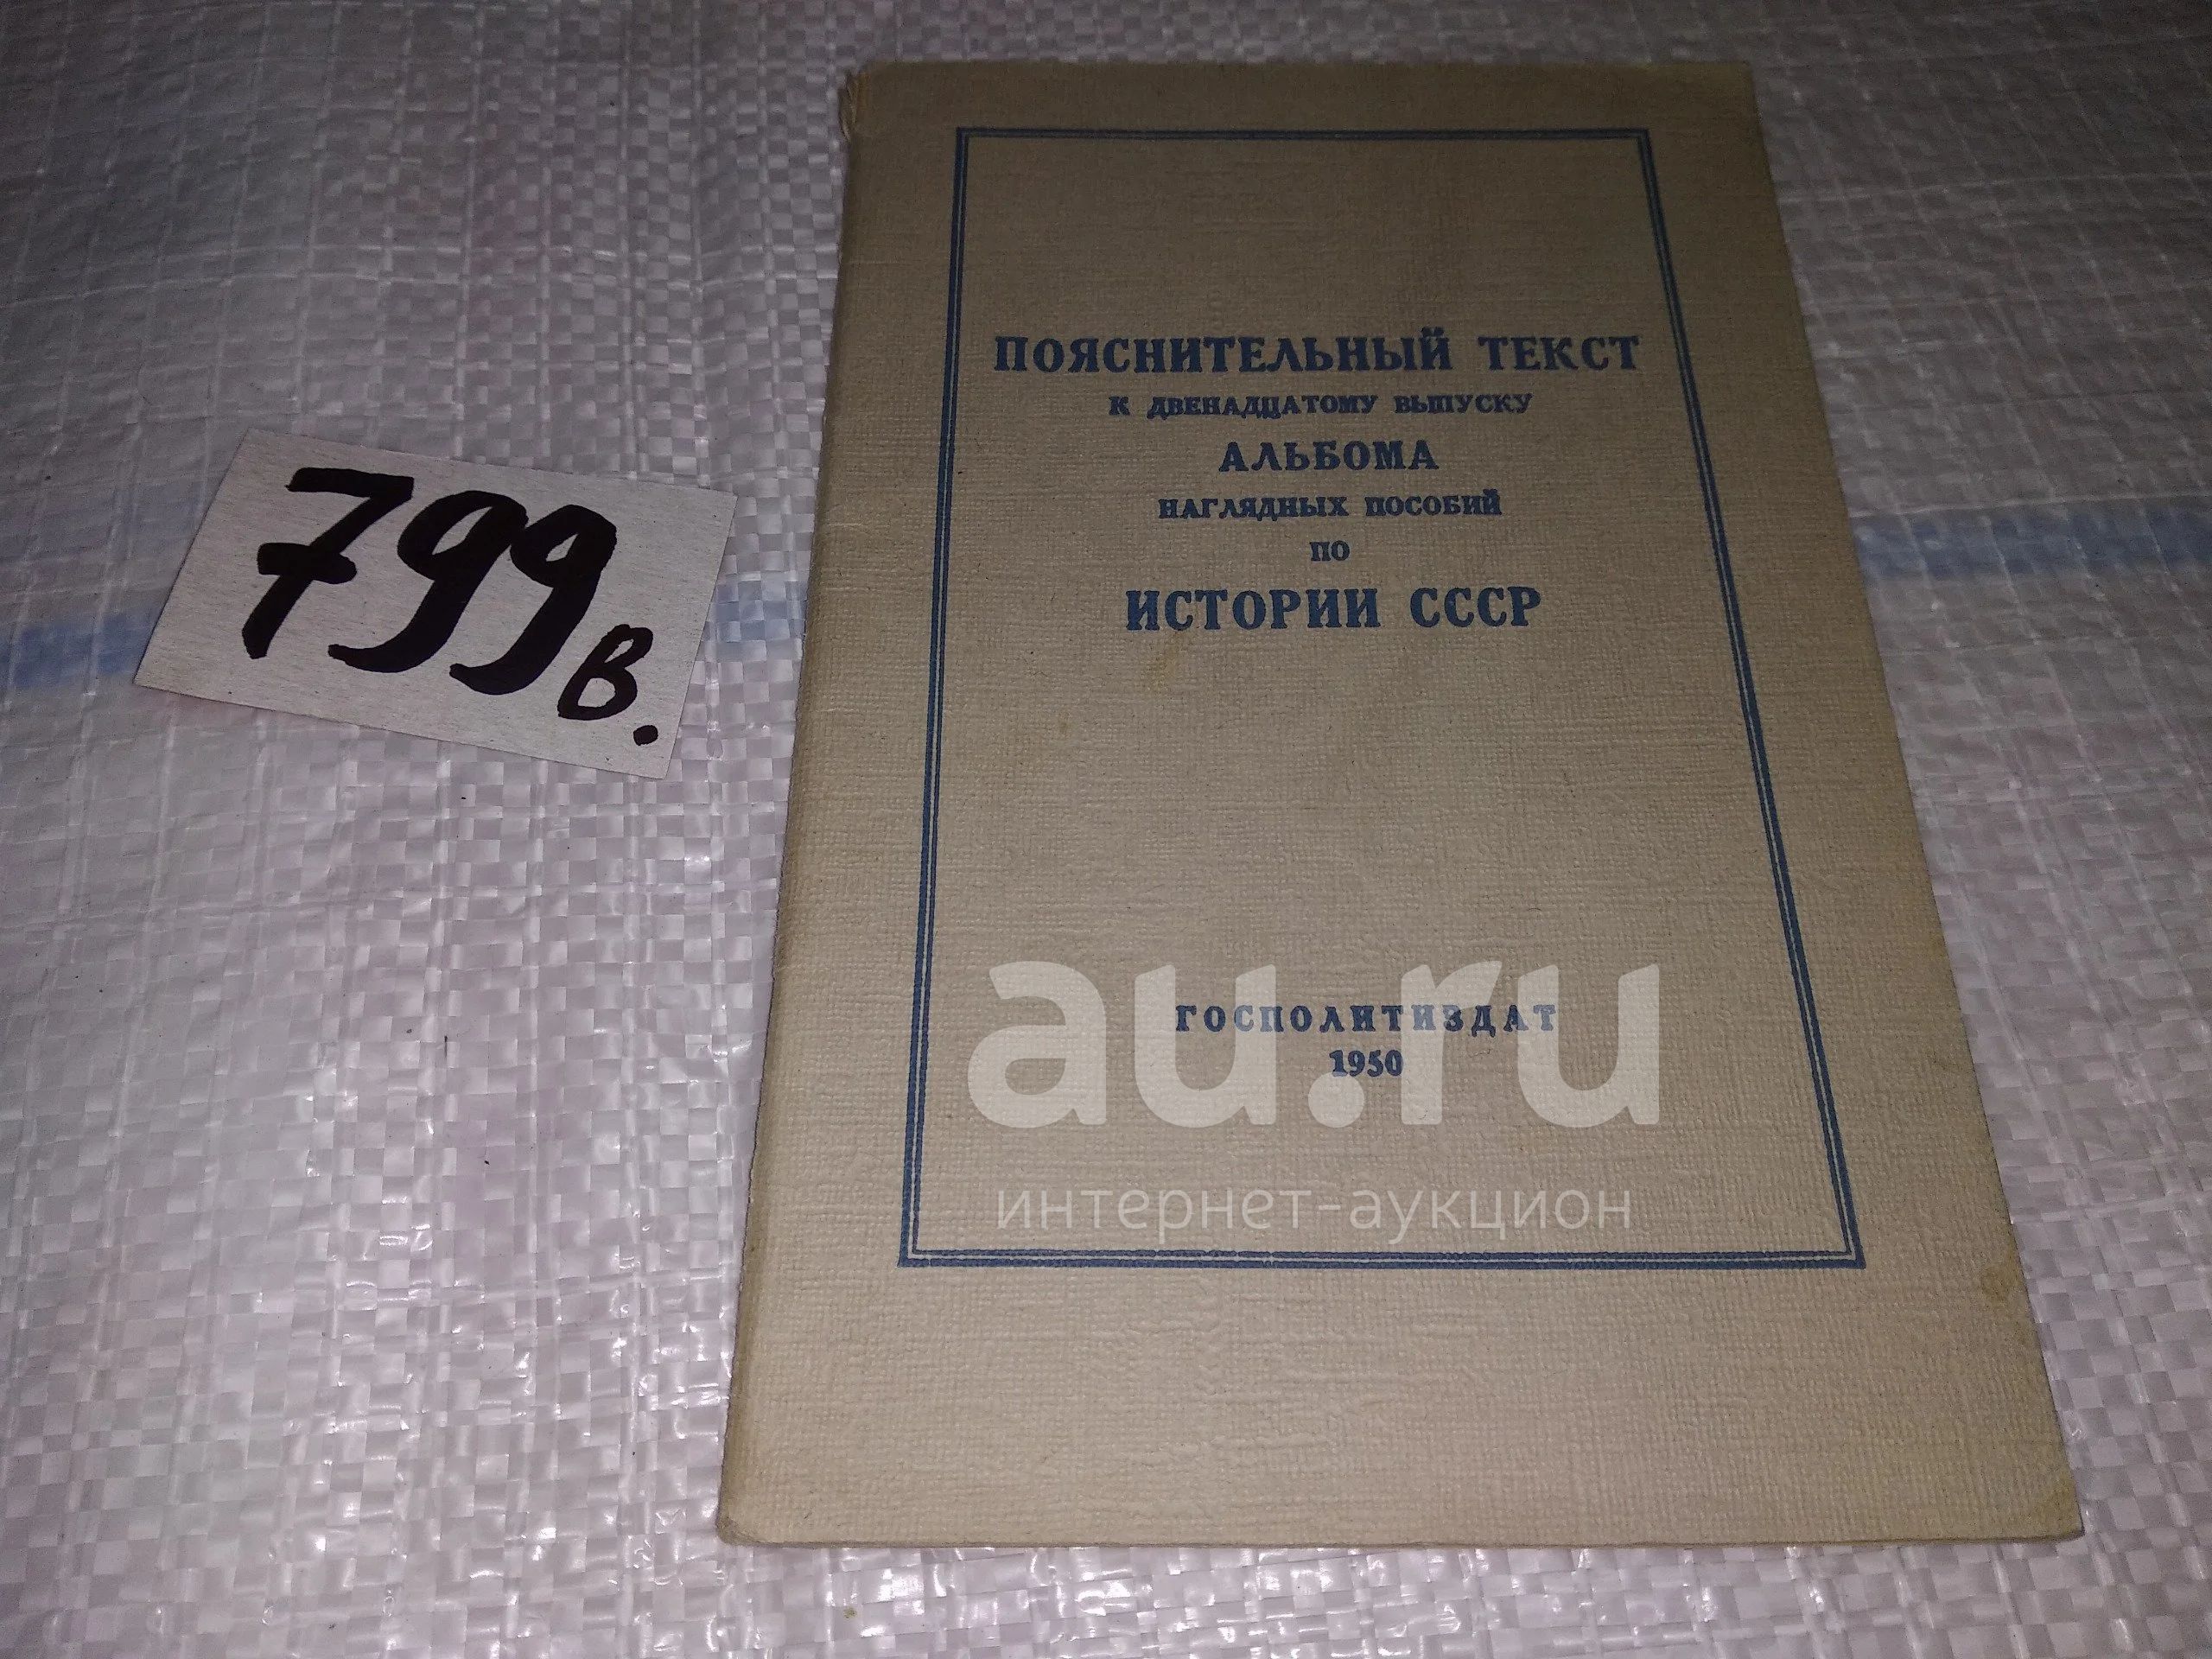 799в.
ПОЯСНИТЕЛЬНЫЙ ТЕКСТ
К ДВЕНАДЦАТОМУ ВЫПУСКУ
АЛЬБОМА
НАГЛЯДНЫХ ПОСОБИЙ
ПО
ИСТОРИИ СССР
ГОСПОЛИТИЗДАТ
1950
au.ru
интернет-аукцион